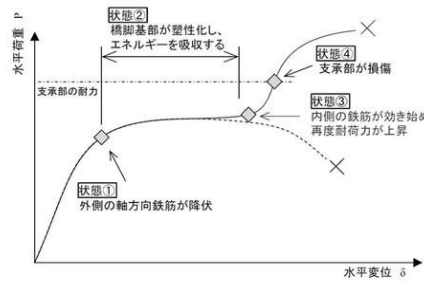 水平荷重 P
状態②
橋脚基部が塑性化し、
エネルギーを吸収する
状態④
支承部が損傷
支承部の耐力
状態③
内側の鉄筋が効き始め
再度耐荷力が上昇
状態①
外側の軸方向鉄筋が降伏
水平変位 δ